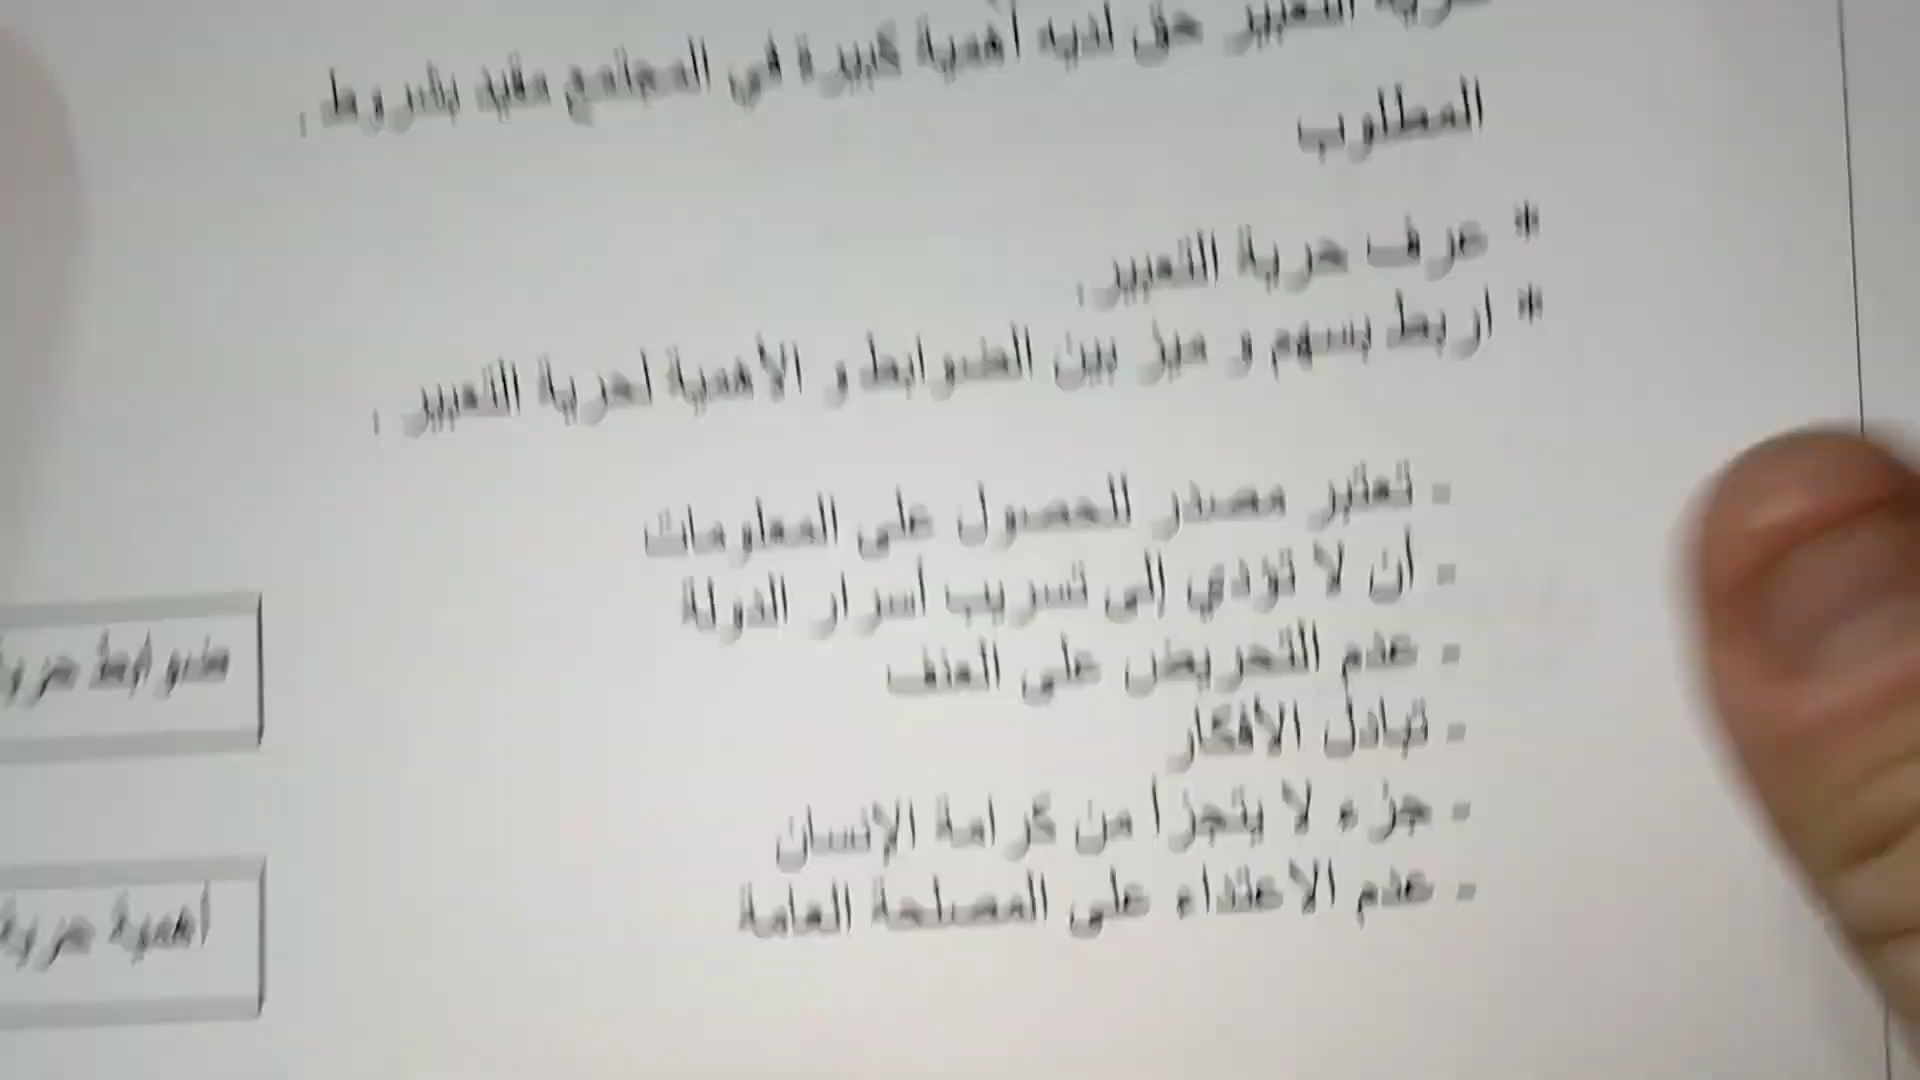 حرية التعبير حق لديه أهمية كبيرة في المجتمع مقيد بشروط .
المطلوب
* عرف حرية التعبير .
* اربط بسهم و ميز بين الضوابط و الأهمية لحرية التعبير .
- تعتبر مصدر للحصول على المعلومات
- أن لا تؤدي إلى تسريب أسرار الدولة
- عدم التحريض على العنف
- تبادل الأفكار
- جزء لا يتجزأ من كرامة الإنسان
- عدم الاعتداء على المصلحة العامة
ضوابط
أهمية